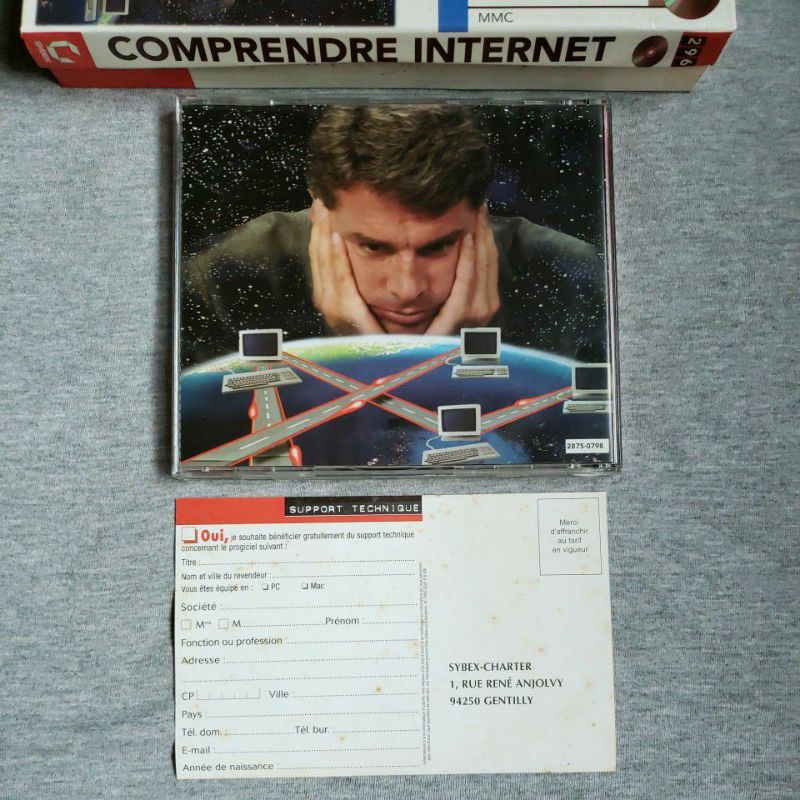 MMC
COMPRENDRE INTERNET
296
2875-0798
SUPPORT TECHNIQUE
Oui, je souhaite bénéficier gratuitement du support technique
concernant le progiciel suivant :
Titre :
Nom et ville du revendeur :
Vous êtes équipé en : PC Mac
Société :
Mme M. Prénom :
Fonction ou profession :
Adresse :
CP Ville :
Pays :
Tél. dom. : Tél. bur. :
E-mail :
Année de naissance :
Merci
d'affranchir
au tarif
en vigueur
SYBEX-CHARTER
1, RUE RENÉ ANJOLVY
94250 GENTILLY